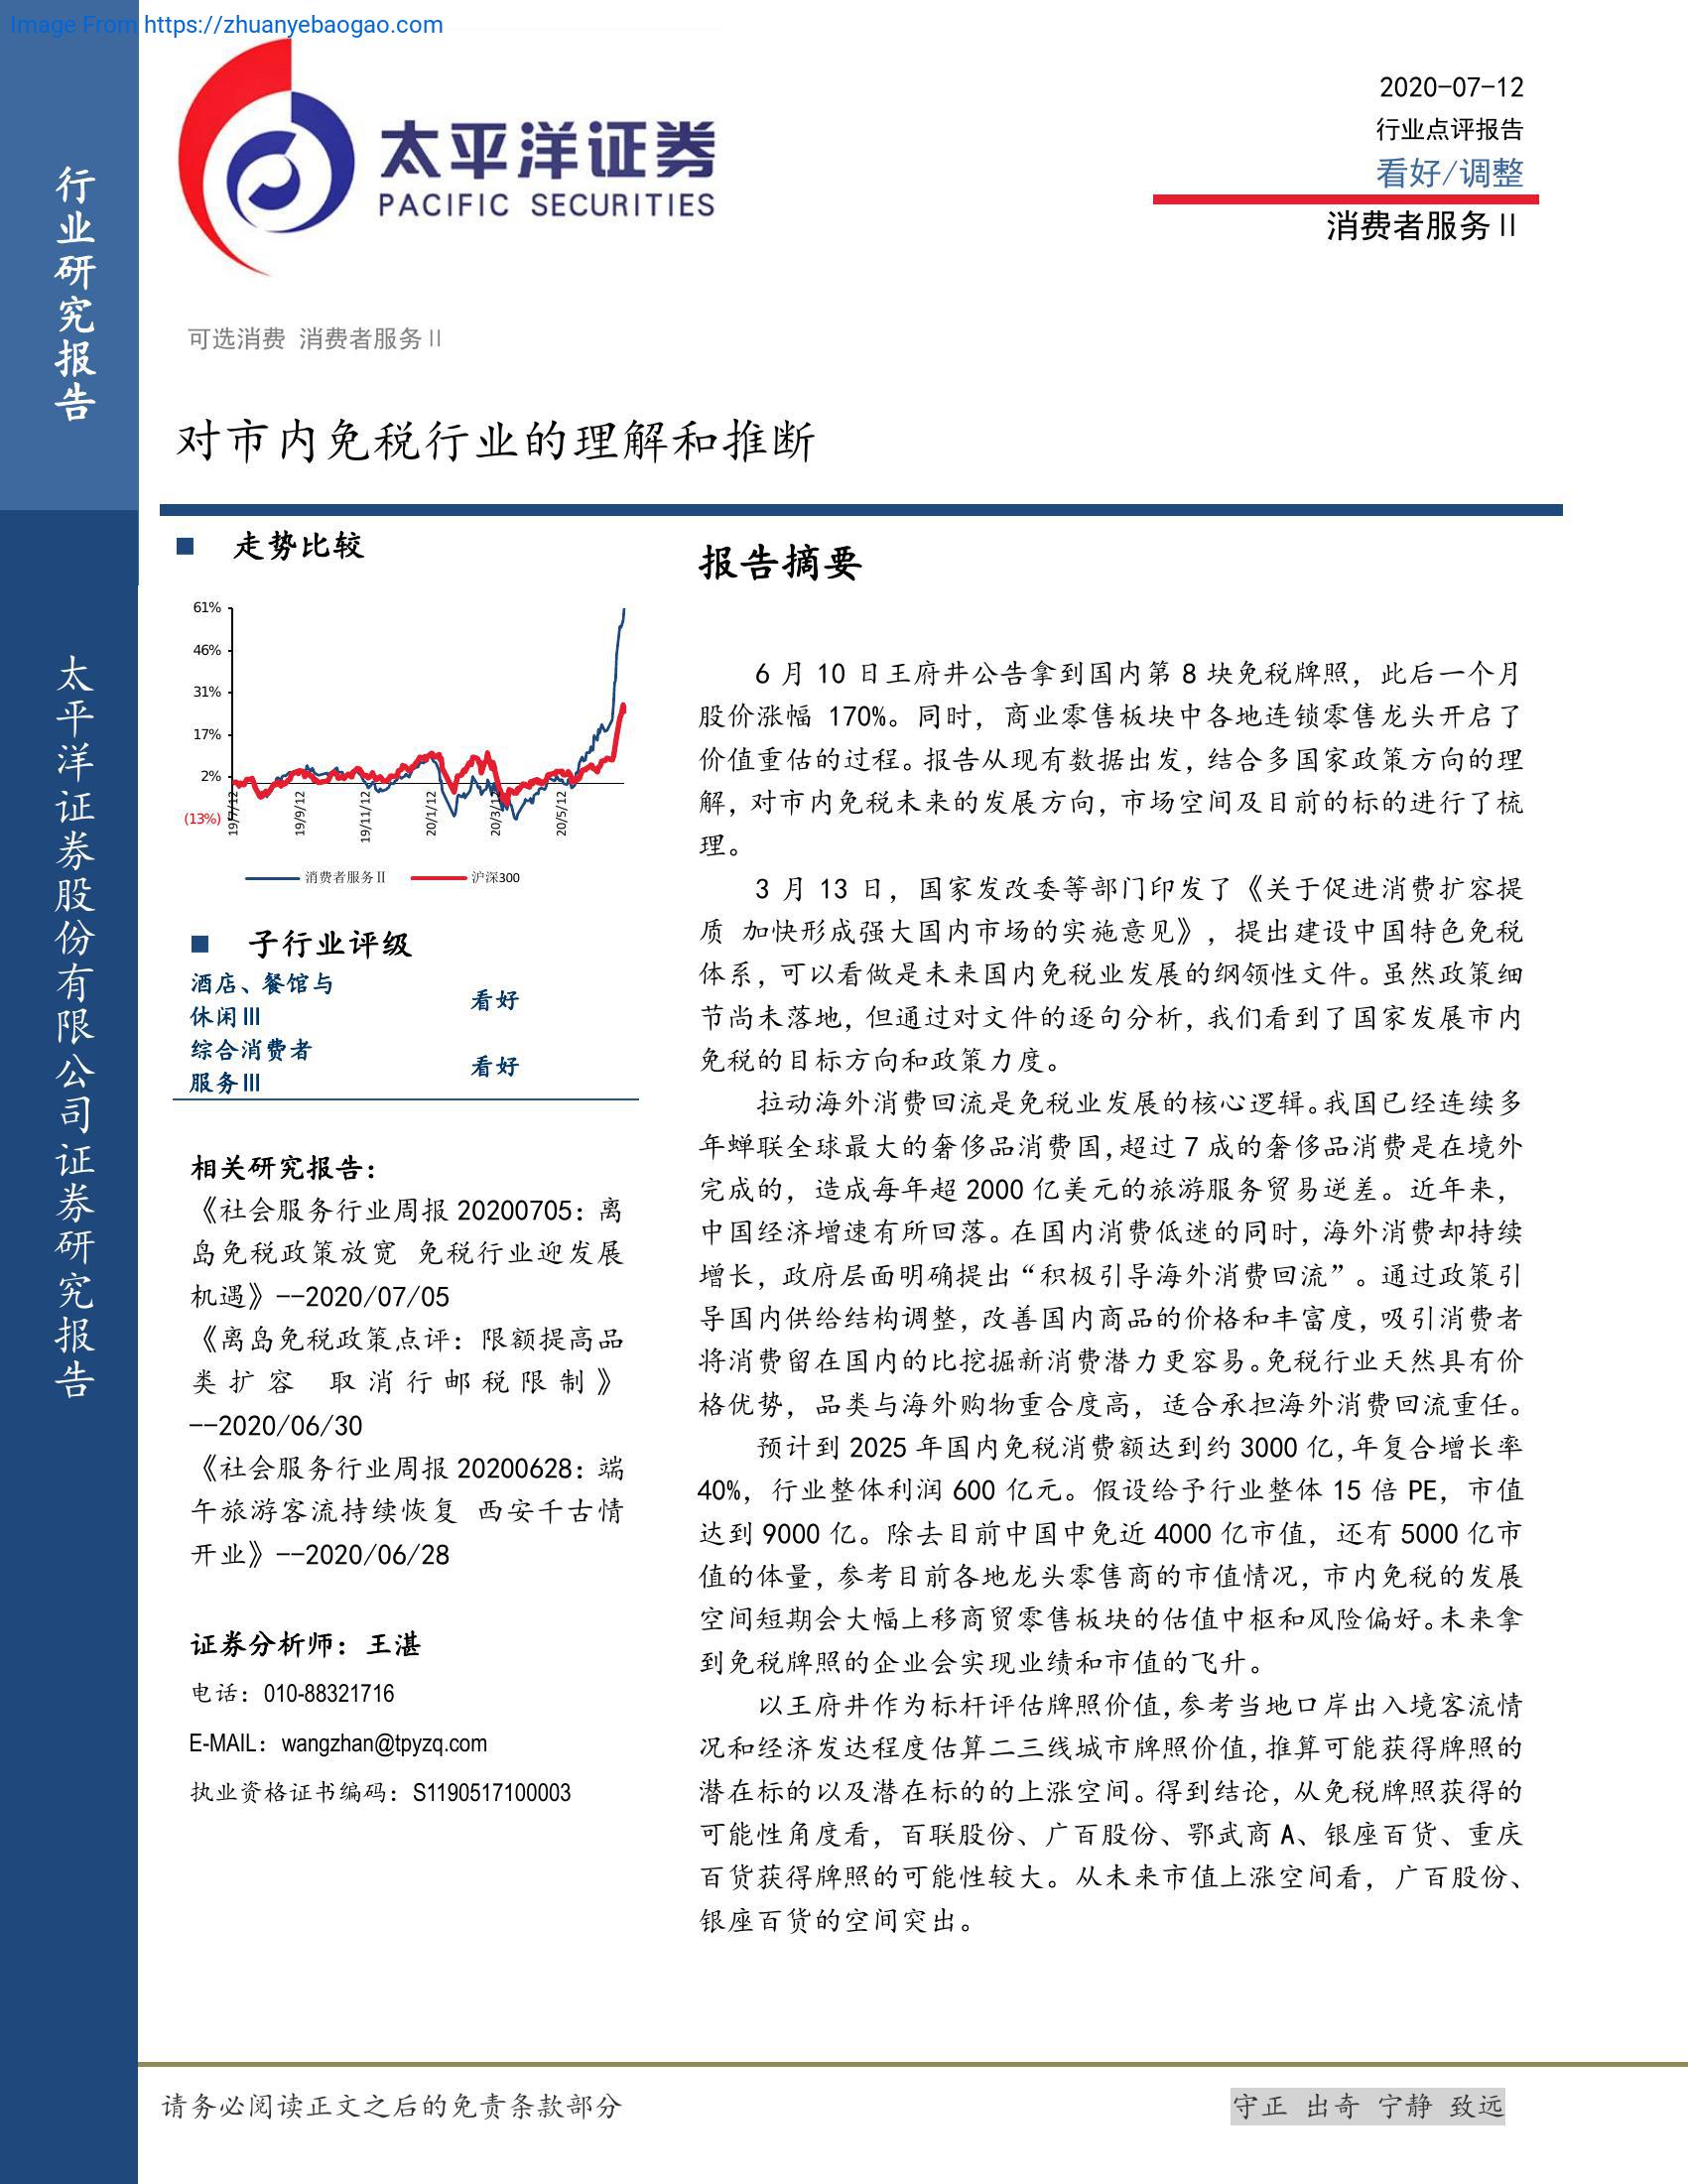 Image From https://zhuanyebaogao.com
行业研究报告
太平洋证券股份有限公司证券研究报告
太平洋证券
PACIFIC SECURITIES
2020-07-12
行业点评报告
看好/调整
消费者服务Ⅱ
可选消费 消费者服务Ⅱ
对市内免税行业的理解和推断
■ 走势比较
61%
46%
31%
17%
2%
(13%)
19/7/12
19/9/12
19/11/12
20/1/12
20/3/12
20/5/12
消费者服务Ⅱ 沪深300
■ 子行业评级
酒店、餐馆与
休闲Ⅲ 看好
综合消费者
服务Ⅲ 看好
相关研究报告：
《社会服务行业周报 20200705：离
岛免税政策放宽 免税行业迎发展
机遇》--2020/07/05
《离岛免税政策点评：限额提高品
类扩容 取消行邮税限制》
--2020/06/30
《社会服务行业周报 20200628：端
午旅游客流持续恢复 西安千古情
开业》--2020/06/28
证券分析师：王湛
电话：010-88321716
E-MAIL：wangzhan@tpyzq.com
执业资格证书编码：S1190517100003
报告摘要
6 月 10 日王府井公告拿到国内第 8 块免税牌照，此后一个月
股价涨幅 170%。同时，商业零售板块中各地连锁零售龙头开启了
价值重估的过程。报告从现有数据出发，结合多国家政策方向的理
解，对市内免税未来的发展方向，市场空间及目前的标的进行了梳
理。
3 月 13 日，国家发改委等部门印发了《关于促进消费扩容提
质 加快形成强大国内市场的实施意见》，提出建设中国特色免税
体系，可以看做是未来国内免税业发展的纲领性文件。虽然政策细
节尚未落地，但通过对文件的逐句分析，我们看到了国家发展市内
免税的目标方向和政策力度。
拉动海外消费回流是免税业发展的核心逻辑。我国已经连续多
年蝉联全球最大的奢侈品消费国，超过 7 成的奢侈品消费是在境外
完成的，造成每年超 2000 亿美元的旅游服务贸易逆差。近年来，
中国经济增速有所回落。在国内消费低迷的同时，海外消费却持续
增长，政府层面明确提出“积极引导海外消费回流”。通过政策引
导国内供给结构调整，改善国内商品的价格和丰富度，吸引消费者
将消费留在国内的比挖掘新消费潜力更容易。免税行业天然具有价
格优势，品类与海外购物重合度高，适合承担海外消费回流重任。
预计到 2025 年国内免税消费额达到约 3000 亿，年复合增长率
40%，行业整体利润 600 亿元。假设给予行业整体 15 倍 PE，市值
达到 9000 亿。除去目前中国中免近 4000 亿市值，还有 5000 亿市
值的体量，参考目前各地龙头零售商的市值情况，市内免税的发展
空间短期会大幅上移商贸零售板块的估值中枢和风险偏好。未来拿
到免税牌照的企业会实现业绩和市值的飞升。
以王府井作为标杆评估牌照价值，参考当地口岸出入境客流情
况和经济发达程度估算二三线城市牌照价值，推算可能获得牌照的
潜在标的以及潜在标的的上涨空间。得到结论，从免税牌照获得的
可能性角度看，百联股份、广百股份、鄂武商 A、银座百货、重庆
百货获得牌照的可能性较大。从未来市值上涨空间看，广百股份、
银座百货的空间突出。
请务必阅读正文之后的免责条款部分
守正 出奇 宁静 致远